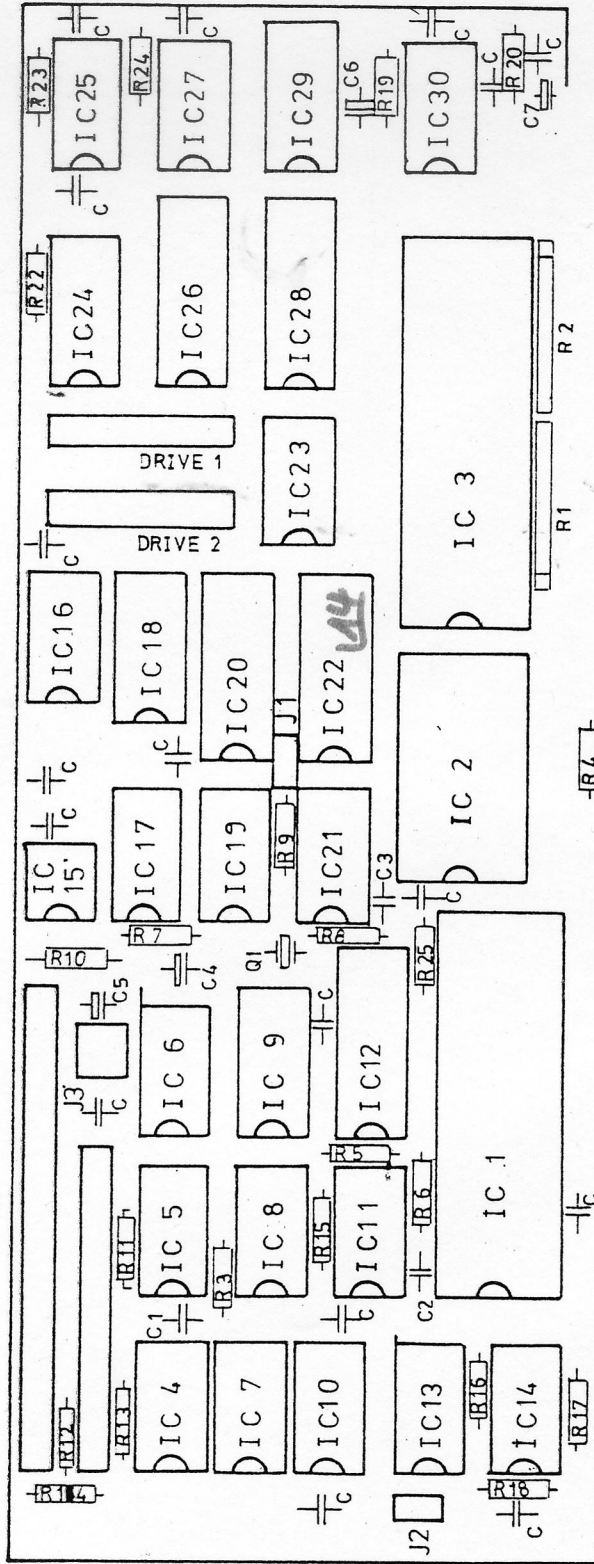 C
C
R23
IC25
R24
IC27
IC29
C6
R19
IC30
C
R20
C
C7
C
R22
IC24
IC26
IC28
DRIVE 1
DRIVE 2
IC23
IC 3
R2
R1
C
IC16
IC18
IC20
IC22
L14
J1
C
C
C
IC
15'
IC17
IC19
R9
IC21
C3
IC 2
C
R4
R10
R7
C4
Q1
R8
R25
C5
J3
C
IC 6
IC 9
C
IC12
R5
IC 1
C
R11
IC 5
R3
IC 8
R15
IC11
R6
C1
C
C2
R12
R13
IC 4
IC 7
IC10
IC13
R16
IC14
R17
R14
C
J2
R18
C